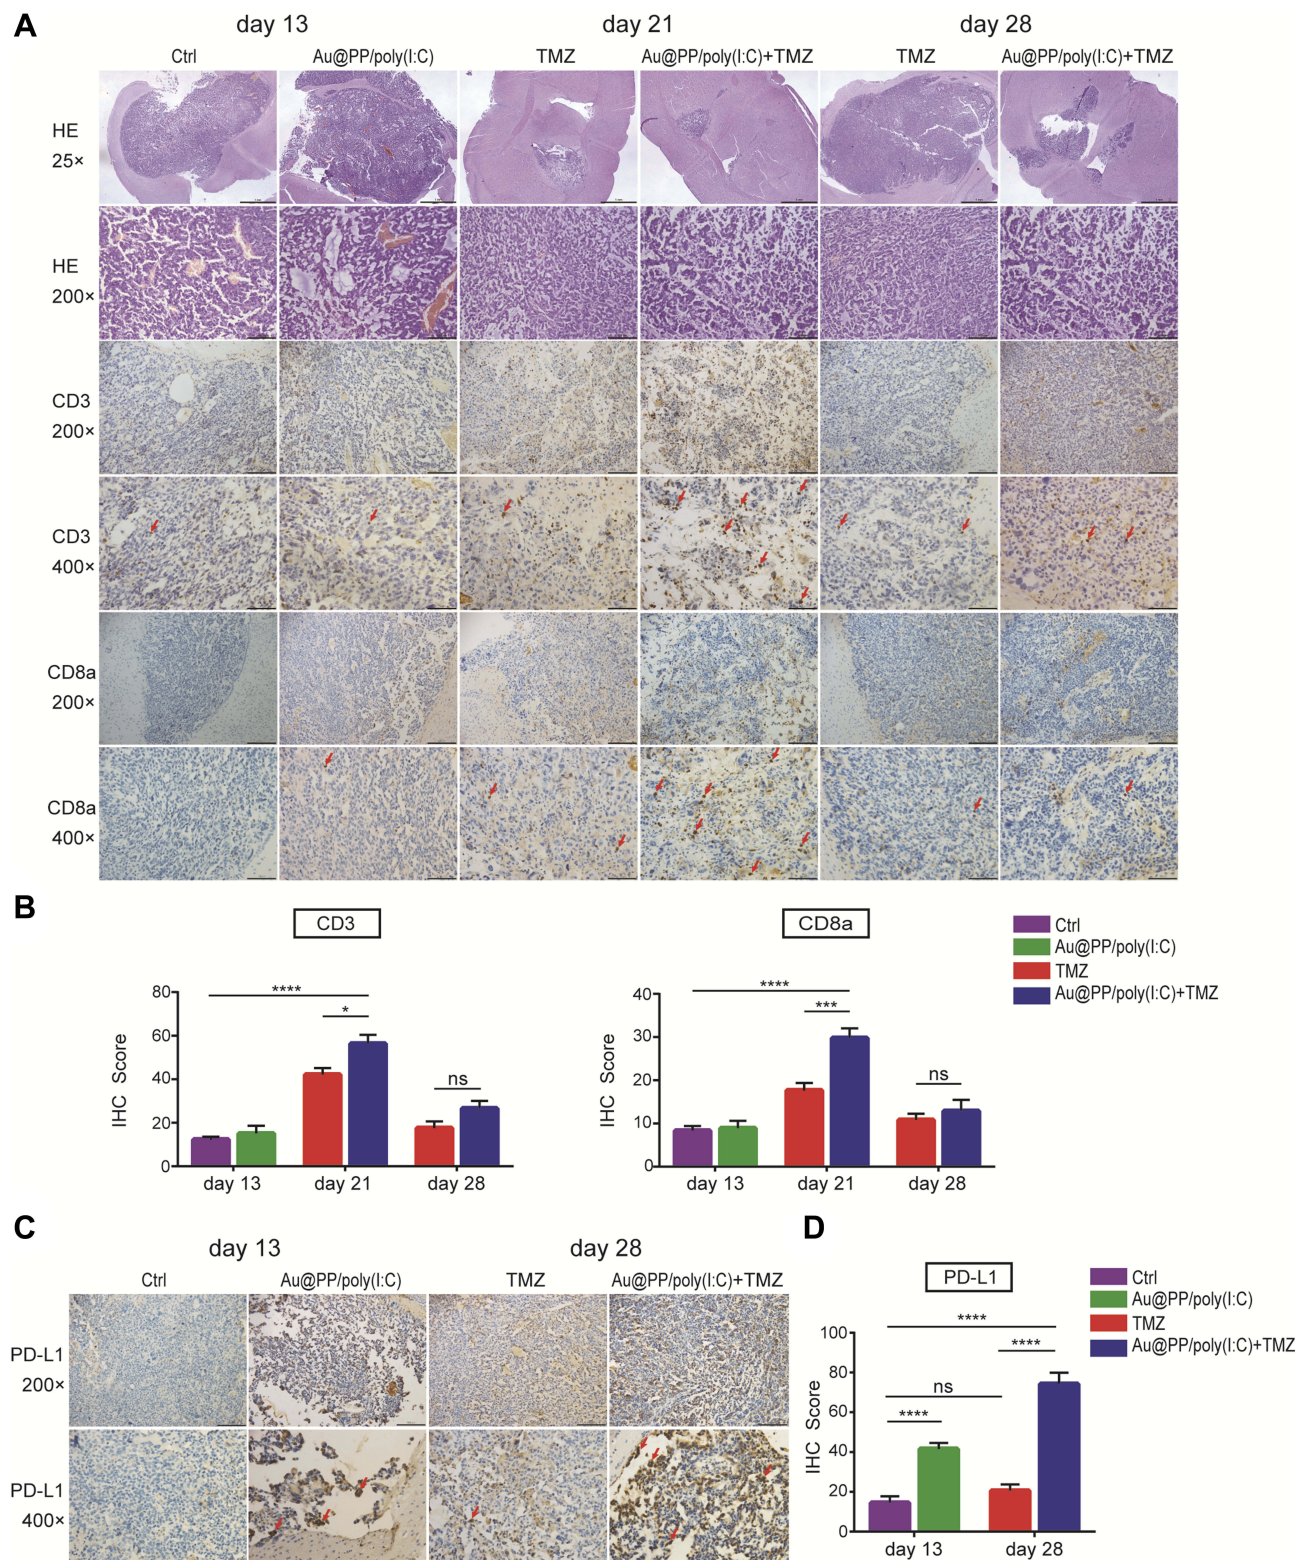 A
day 13 day 21 day 28
Ctrl Au@PP/poly(I:C) TMZ Au@PP/poly(I:C)+TMZ TMZ Au@PP/poly(I:C)+TMZ
HE
25×
HE
200×
CD3
200×
CD3
400×
CD8a
200×
CD8a
400×
B
CD3
IHC Score
80
60
40
20
0
****
*
ns
day 13 day 21 day 28
CD8a
IHC Score
40
30
20
10
0
****
***
ns
day 13 day 21 day 28
Ctrl
Au@PP/poly(I:C)
TMZ
Au@PP/poly(I:C)+TMZ
C
day 13 day 28
Ctrl Au@PP/poly(I:C) TMZ Au@PP/poly(I:C)+TMZ
PD-L1
200×
PD-L1
400×
D
PD-L1
Ctrl
Au@PP/poly(I:C)
TMZ
Au@PP/poly(I:C)+TMZ
IHC Score
100
80
60
40
20
0
****
****
ns
****
day 13 day 28